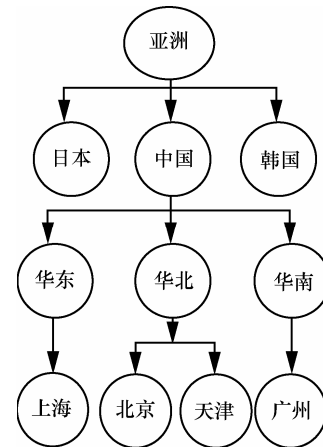 亚洲
日本
中国
韩国
华东
华北
华南
上海
北京
天津
广州